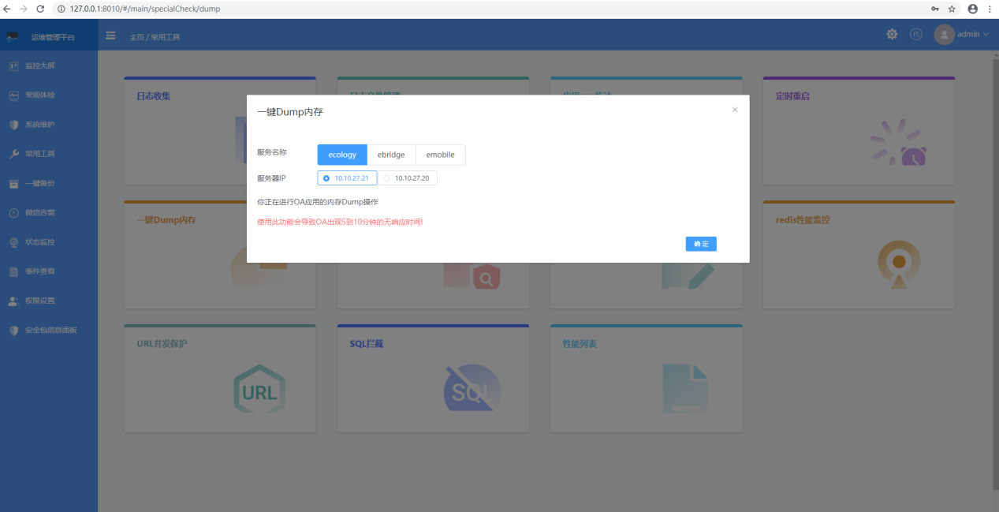 127.0.0.1:8010/#/main/specialCheck/dump
运维管理平台
主页 / 常用工具
代
admin
监控大屏
常规体检
系统维护
常用工具
一键备份
微信告警
状态监控
事件查看
权限设置
安全包信息面板
日志收集
定时重启
一键Dump内存
服务名称
ecology
ebridge
emobile
服务器IP
10.10.27.21
10.10.27.20
你正在进行OA应用的内存Dump操作
使用此功能会导致OA出现5到10分钟的无响应时间!
确 定
一键Dump内存
redis性能监控
URL并发保护
URL
SQL拦截
SQL
性能列表